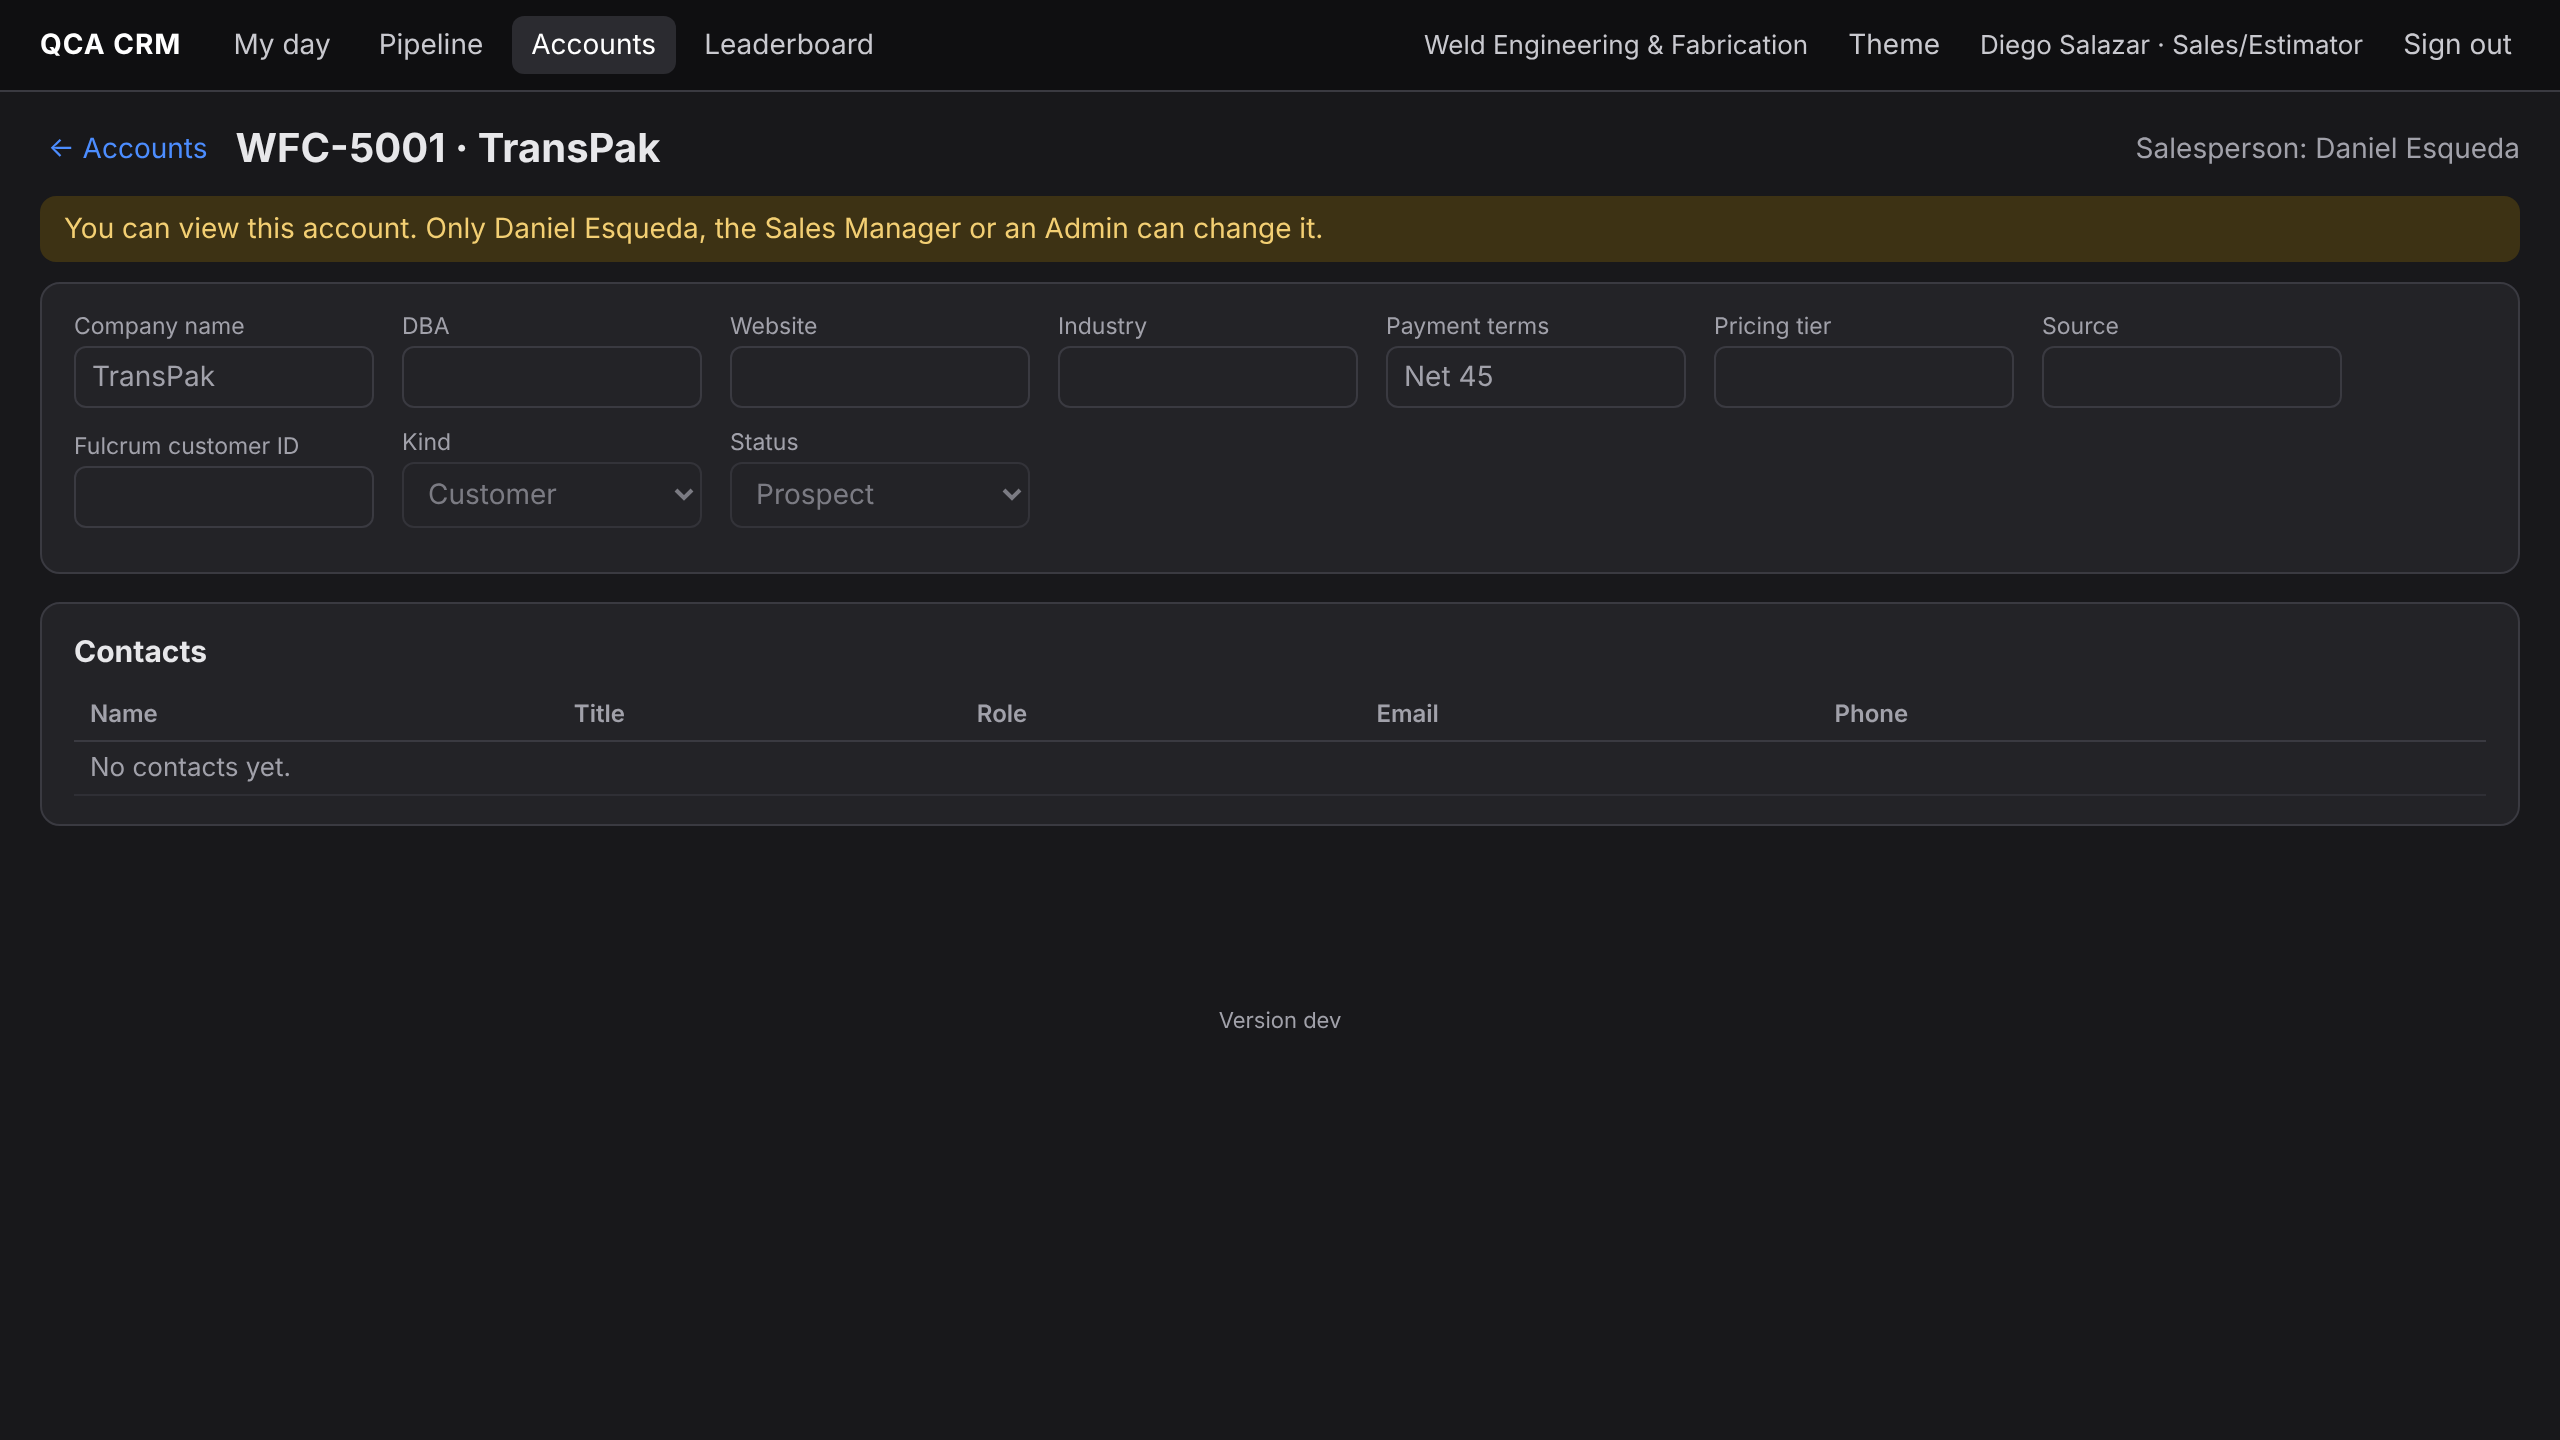 QCA CRM My day Pipeline Accounts Leaderboard Weld Engineering & Fabrication Theme Diego Salazar · Sales/Estimator Sign out
← Accounts WFC-5001 · TransPak Salesperson: Daniel Esqueda
You can view this account. Only Daniel Esqueda, the Sales Manager or an Admin can change it.
Company name DBA Website Industry Payment terms Pricing tier Source
TransPak Net 45
Fulcrum customer ID Kind Status
Customer Prospect
Contacts
Name Title Role Email Phone
No contacts yet.
Version dev